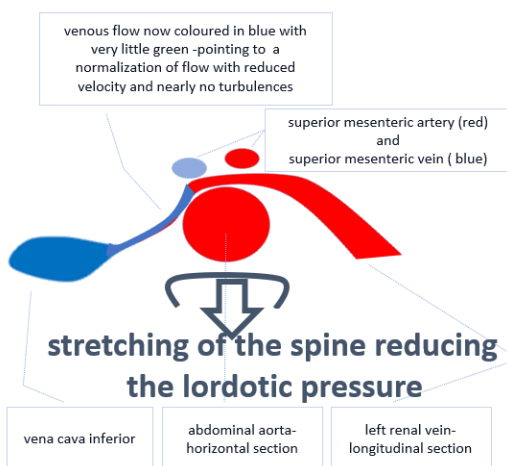 venous flow now coloured in blue with
very little green -pointing to a
normalization of flow with reduced
velocity and nearly no turbulences
superior mesenteric artery (red)
and
superior mesenteric vein ( blue)
stretching of the spine reducing
the lordotic pressure
vena cava inferior
abdominal aorta-
horizontal section
left renal vein-
longitudinal section